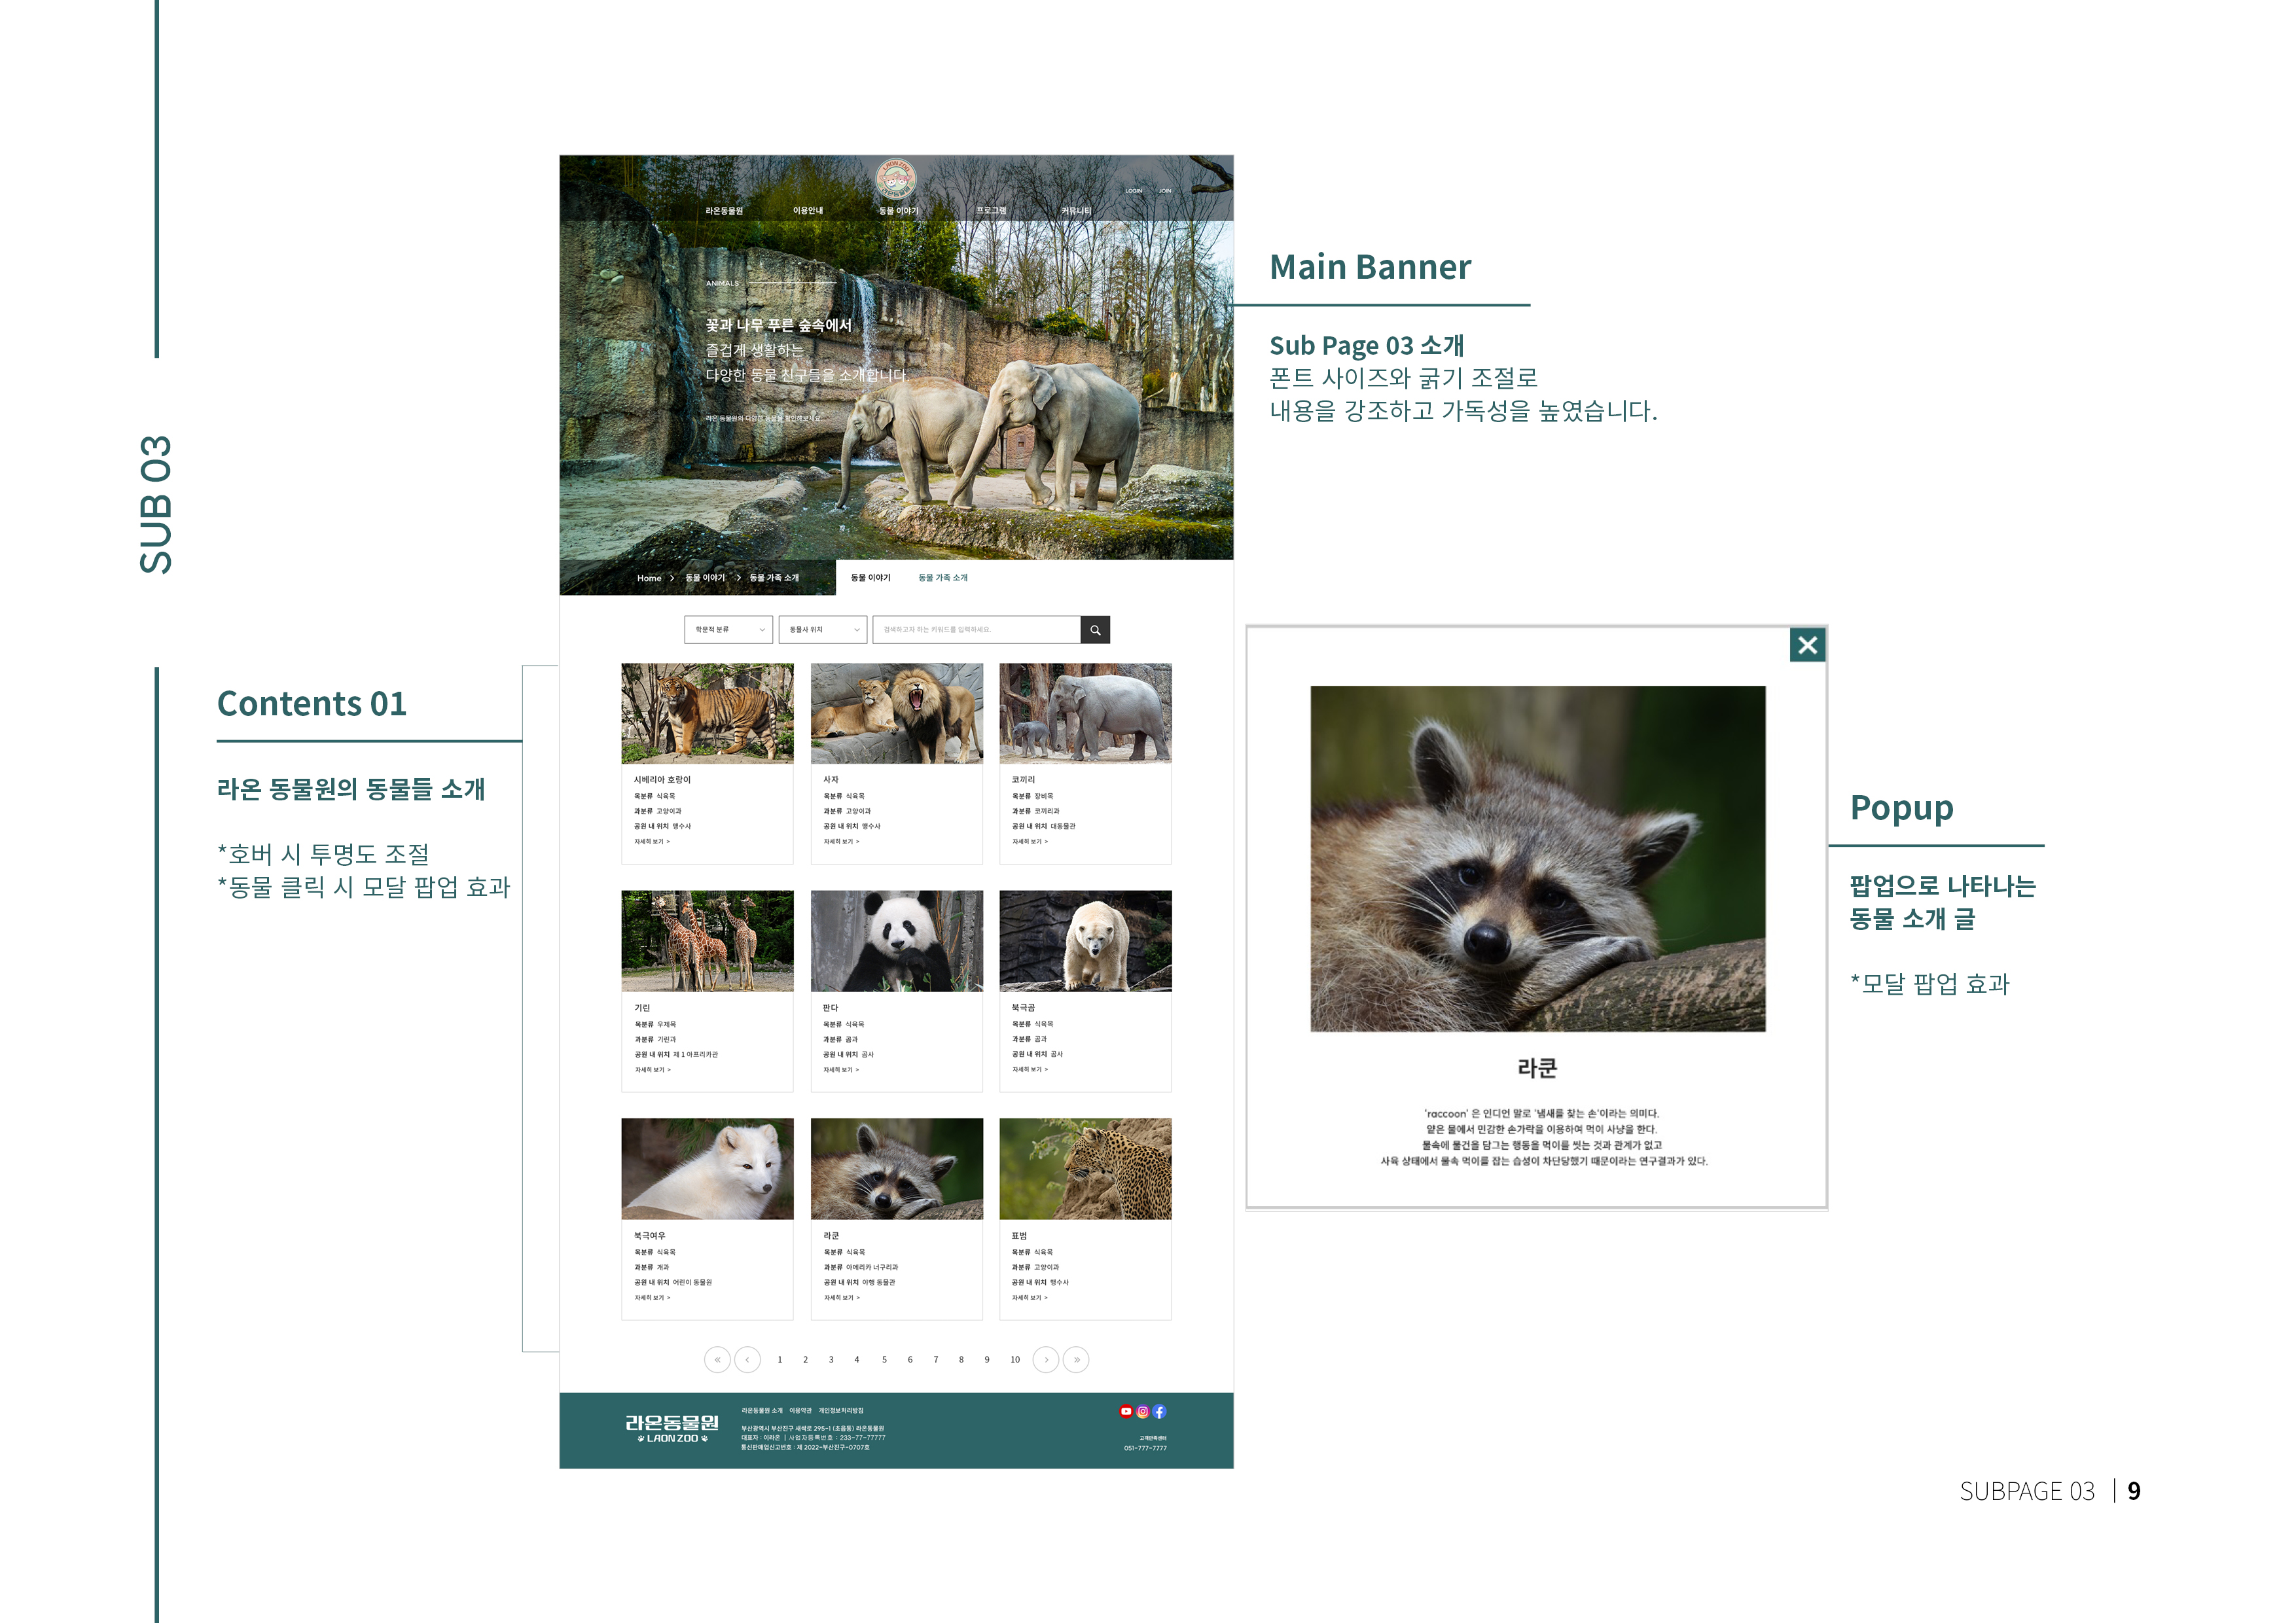 SUB 03
LAON ZOO
LOGIN JOIN
라온동물원 이용안내 동물 이야기 프로그램 커뮤니티
ANIMALS
꽃과 나무 푸른 숲속에서
즐겁게 생활하는
다양한 동물 친구들을 소개합니다
라온 동물원의 다양한 동물을 확인해보세요.
Home > 동물 이야기 > 동물 가족 소개
동물 이야기 동물 가족 소개
학문적 분류
동물사 위치
검색하고자 하는 키워드를 입력하세요.
시베리아 호랑이
목분류 식육목
과분류 고양이과
공원 내 위치 맹수사
자세히 보기 >
사자
목분류 식육목
과분류 고양이과
공원 내 위치 맹수사
자세히 보기 >
코끼리
목분류 장비목
과분류 코끼리과
공원 내 위치 대동물관
자세히 보기 >
기린
목분류 우제목
과분류 기린과
공원 내 위치 제 1 아프리카관
자세히 보기 >
판다
목분류 식육목
과분류 곰과
공원 내 위치 곰사
자세히 보기 >
북극곰
목분류 식육목
과분류 곰과
공원 내 위치 곰사
자세히 보기 >
북극여우
목분류 식육목
과분류 개과
공원 내 위치 어린이 동물원
자세히 보기 >
라쿤
목분류 식육목
과분류 아메리카 너구리과
공원 내 위치 야행 동물관
자세히 보기 >
표범
목분류 식육목
과분류 고양이과
공원 내 위치 맹수사
자세히 보기 >
« < 1 2 3 4 5 6 7 8 9 10 > »
라온동물원
LAON ZOO
라온동물원 소개 이용약관 개인정보처리방침
부산광역시 부산진구 새싹로 295-1 (초읍동) 라온동물원
대표자 : 이라온 | 사업자등록번호 : 233-77-77777
통신판매업신고번호 : 제 2022-부산진구-0707호
고객만족센터
051-777-7777
Main Banner
Sub Page 03 소개
폰트 사이즈와 굵기 조절로
내용을 강조하고 가독성을 높였습니다.
Contents 01
라온 동물원의 동물들 소개
*호버 시 투명도 조절
*동물 클릭 시 모달 팝업 효과
라쿤
'raccoon' 은 인디언 말로 '냄새를 찾는 손'이라는 의미다.
얕은 물에서 민감한 손가락을 이용하여 먹이 사냥을 한다.
물속에 물건을 담그는 행동을 먹이를 씻는 것과 관계가 없고
사육 상태에서 물속 먹이를 잡는 습성이 차단당했기 때문이라는 연구결과가 있다.
Popup
팝업으로 나타나는
동물 소개 글
*모달 팝업 효과
SUBPAGE 03 | 9